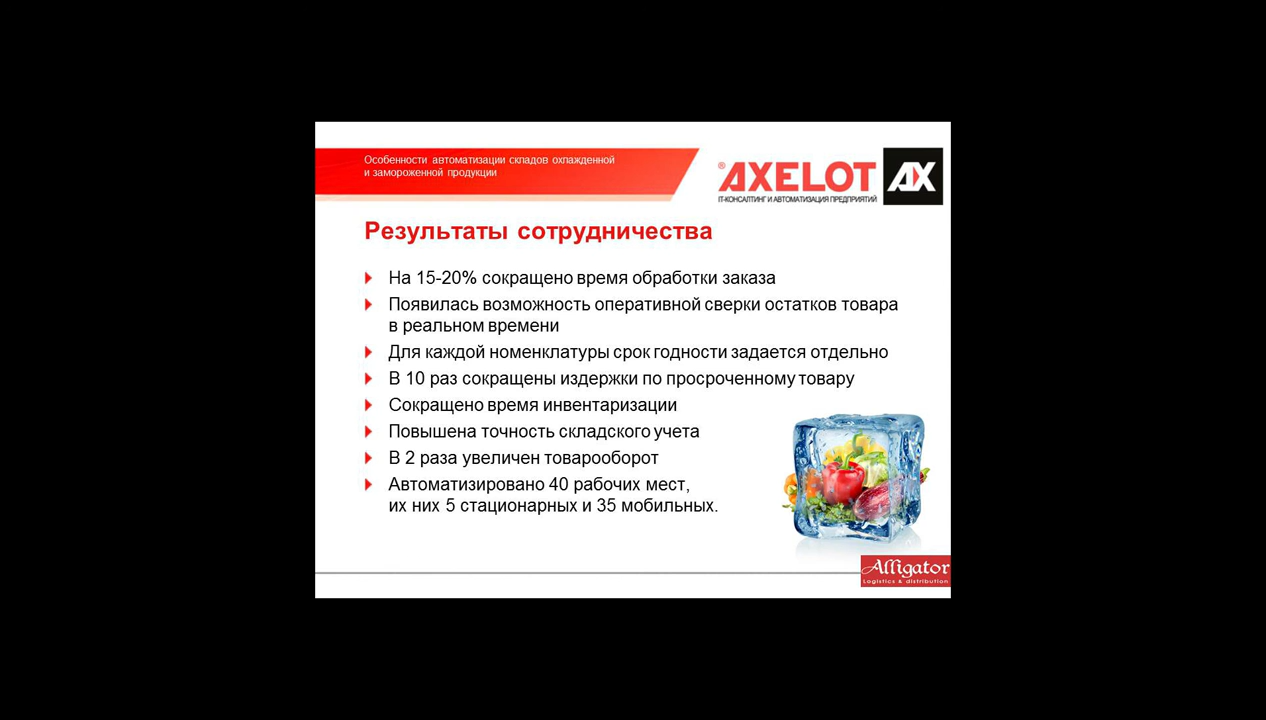 Особенности автоматизации складов охлажденной
и замороженной продукции
® AXELOT AX
IT-КОНСАЛТИНГ И АВТОМАТИЗАЦИЯ ПРЕДПРИЯТИЙ
Результаты сотрудничества
На 15-20% сокращено время обработки заказа
Появилась возможность оперативной сверки остатков товара
в реальном времени
Для каждой номенклатуры срок годности задается отдельно
В 10 раз сокращены издержки по просроченному товару
Сокращено время инвентаризации
Повышена точность складского учета
В 2 раза увеличен товарооборот
Автоматизировано 40 рабочих мест,
их них 5 стационарных и 35 мобильных.
Alligator
Logistics & distribution